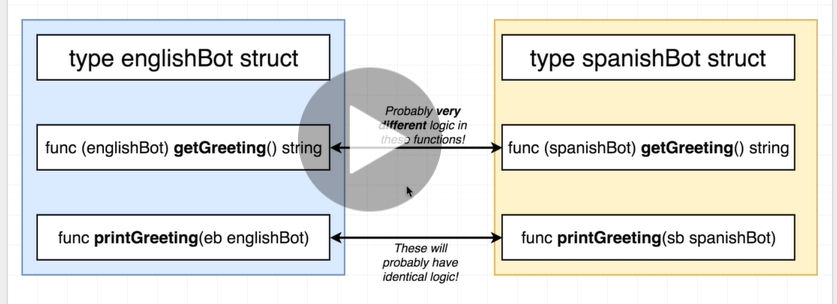 type englishBot struct
type spanishBot struct
Probably very
different logic in
these functions!
func (englishBot) getGreeting() string
func (spanishBot) getGreeting() string
func printGreeting(eb englishBot)
func printGreeting(sb spanishBot)
These will
probably have
identical logic!